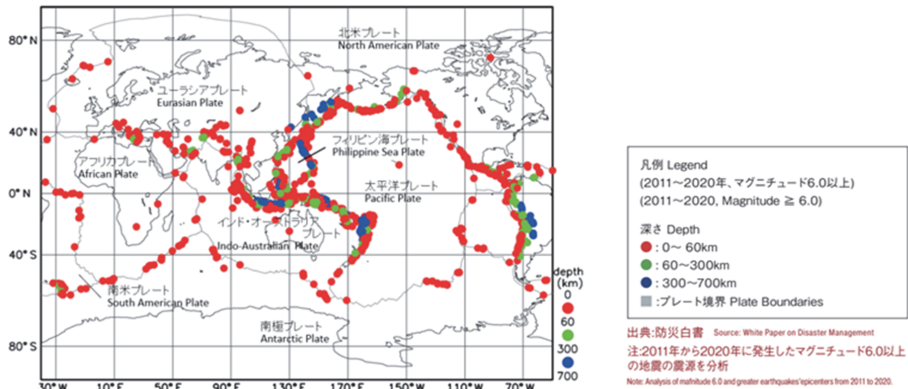 北米プレート
North American Plate
80° N
ユーラシアプレート
Eurasian Plate
40° N
フィリピン海プレート
Philippine Sea Plate
アフリカプレート
African Plate
太平洋プレート
Pacific Plate
0° N
インド・オーストラリア
プレート
Indo-Australian Plate
40° S
南米プレート
South American Plate
南極プレート
Antarctic Plate
80° S
30° W
10° E
50° E
90° E
130° E
170° E
150° W
110° W
70° W
depth
(km)
0
60
300
700
凡例 Legend
(2011〜2020年、マグニチュード6.0以上)
(2011〜2020, Magnitude ≧ 6.0)
深さ Depth
: 0〜 60km
: 60〜300km
: 300〜700km
:プレート境界 Plate Boundaries
出典:防災白書 Source: White Paper on Disaster Management
注:2011年から2020年に発生したマグニチュード6.0以上
の地震の震源を分析
Note: Analysis of mafnitude 6.0 and greater earthquakes'epicenters from 2011 to 2020.